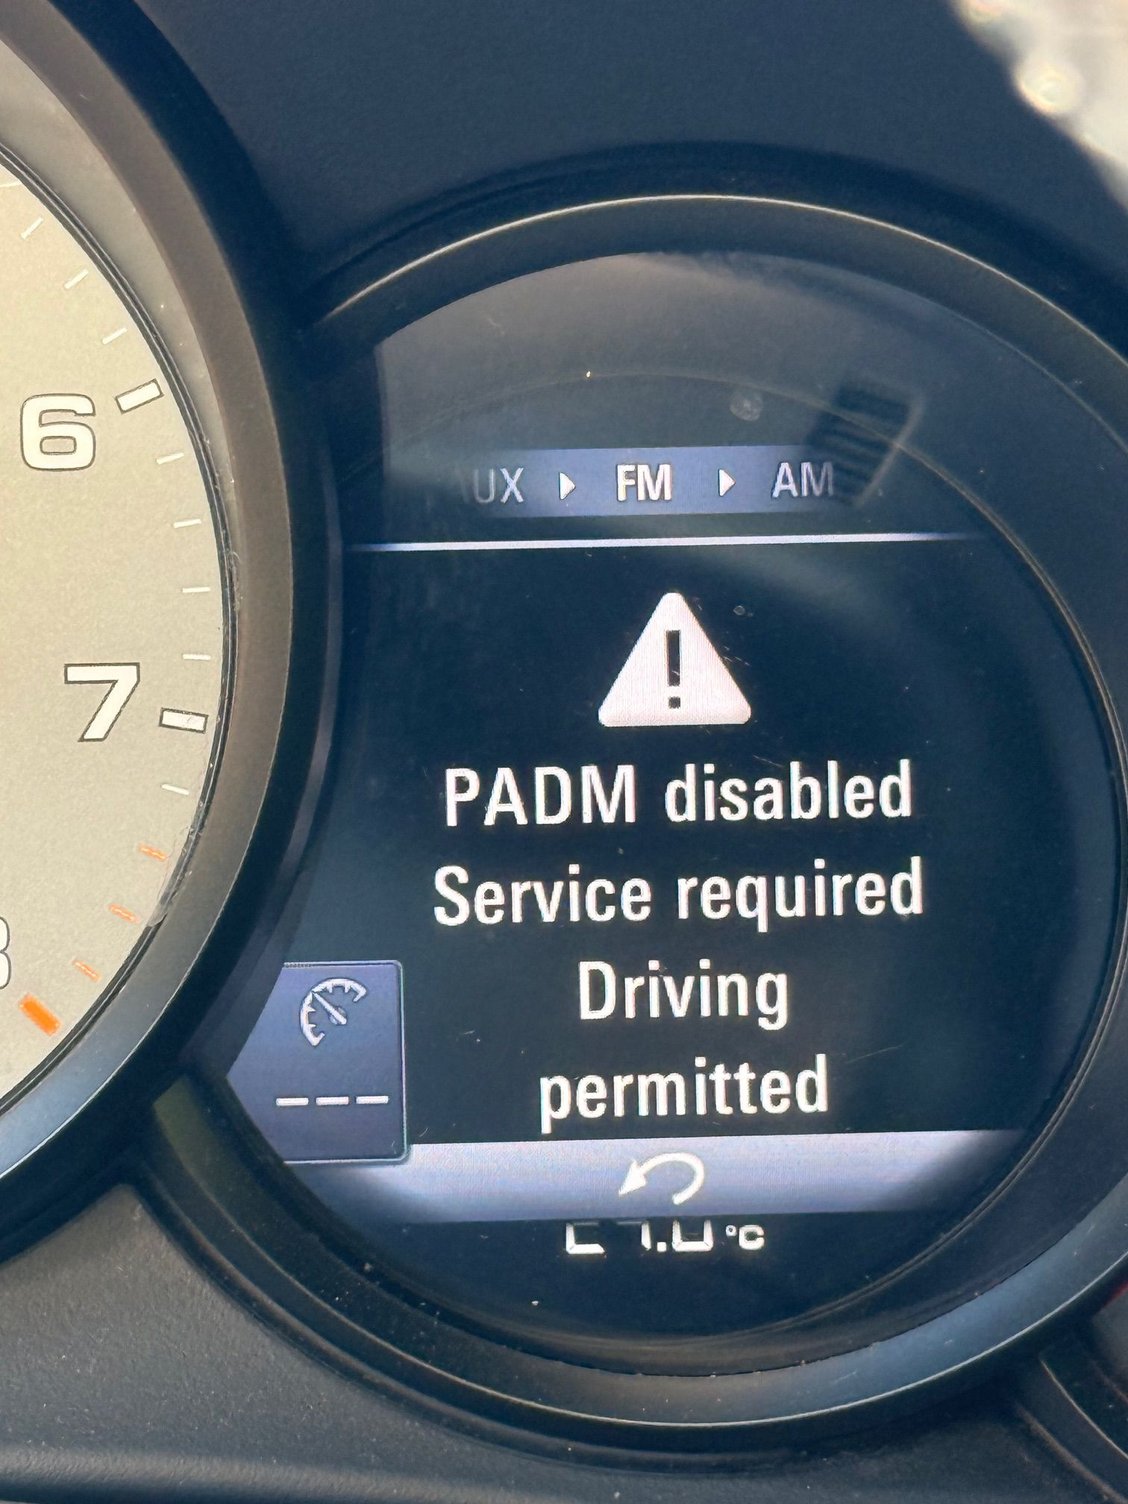 6
7
UX FM AM
PADM disabled
Service required
Driving
permitted
---
°C